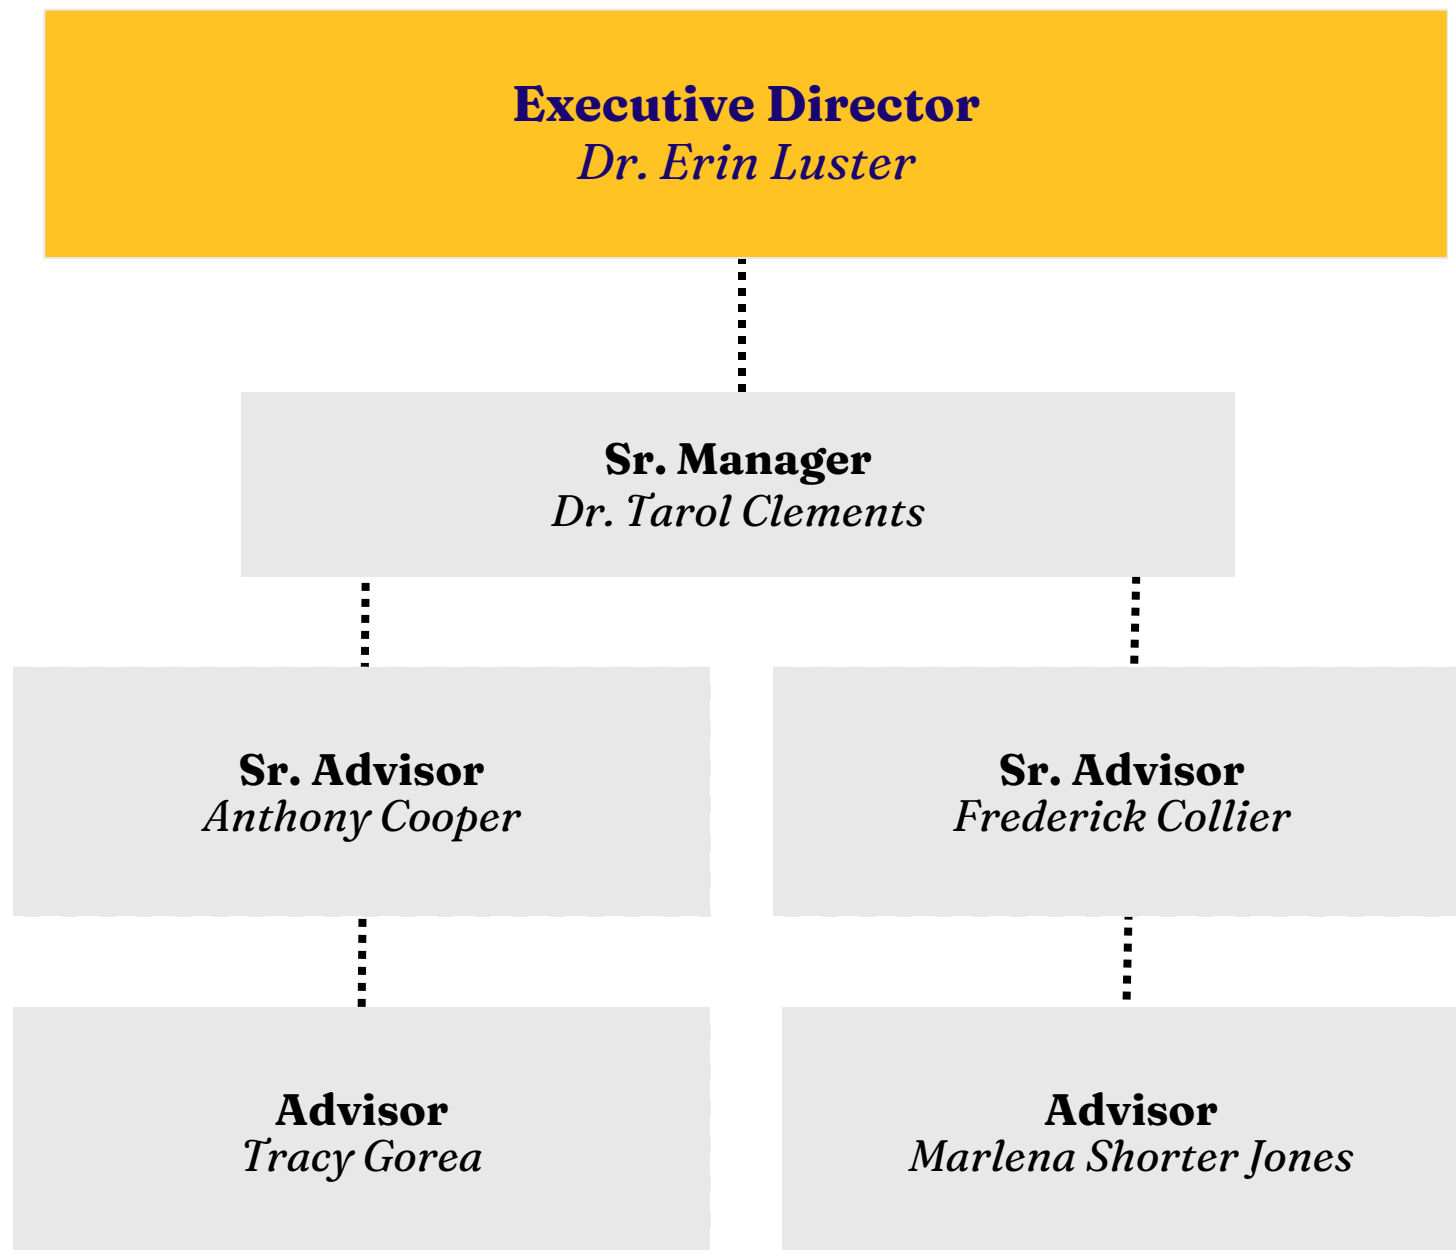 Executive Director
Dr. Erin Luster
Sr. Manager
Dr. Tarol Clements
Sr. Advisor
Anthony Cooper
Sr. Advisor
Frederick Collier
Advisor
Tracy Gorea
Advisor
Marlena Shorter Jones